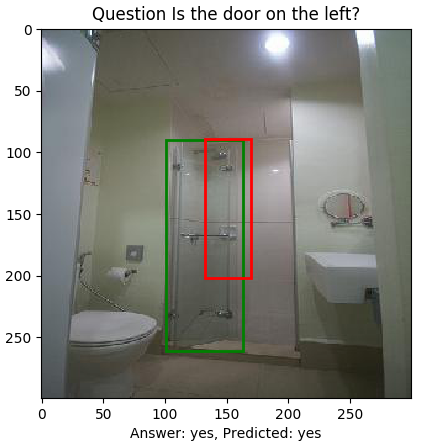 Question Is the door on the left?
0
50
100
150
200
250
0 50 100 150 200 250
Answer: yes, Predicted: yes